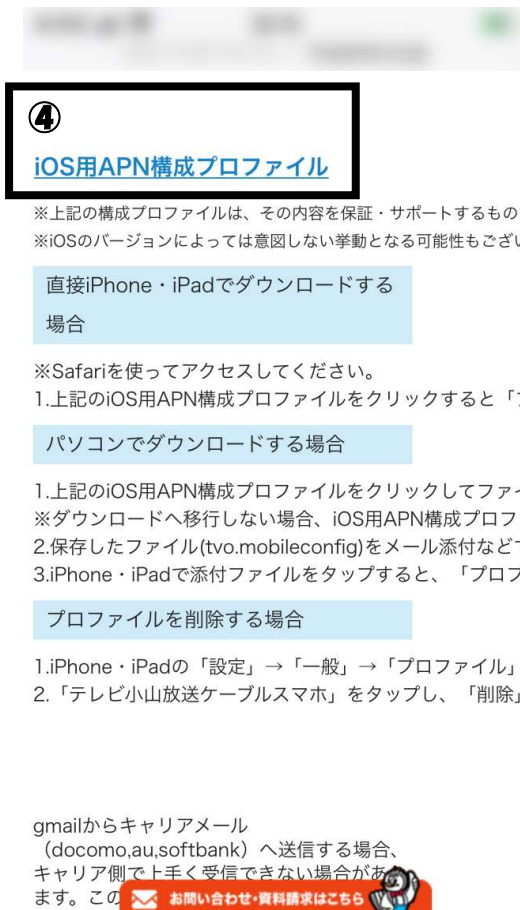 ④
iOS用APN構成プロファイル
※上記の構成プロファイルは、その内容を保証・サポートするもの
※iOSのバージョンによっては意図しない挙動となる可能性もござい
直接iPhone・iPadでダウンロードする
場合
※Safariを使ってアクセスしてください。
1.上記のiOS用APN構成プロファイルをクリックすると「
パソコンでダウンロードする場合
1.上記のiOS用APN構成プロファイルをクリックしてファイ
※ダウンロードへ移行しない場合、iOS用APN構成プロフ
2.保存したファイル(tvo.mobileconfig)をメール添付など
3.iPhone・iPadで添付ファイルをタップすると、「プロフ
プロファイルを削除する場合
1.iPhone・iPadの「設定」→「一般」→「プロファイル」
2.「テレビ小山放送ケーブルスマホ」をタップし、「削除」
gmailからキャリアメール
（docomo,au,softbank）へ送信する場合、
キャリア側で上手く受信できない場合があ
ます。この
お問い合わせ・資料請求はこちら